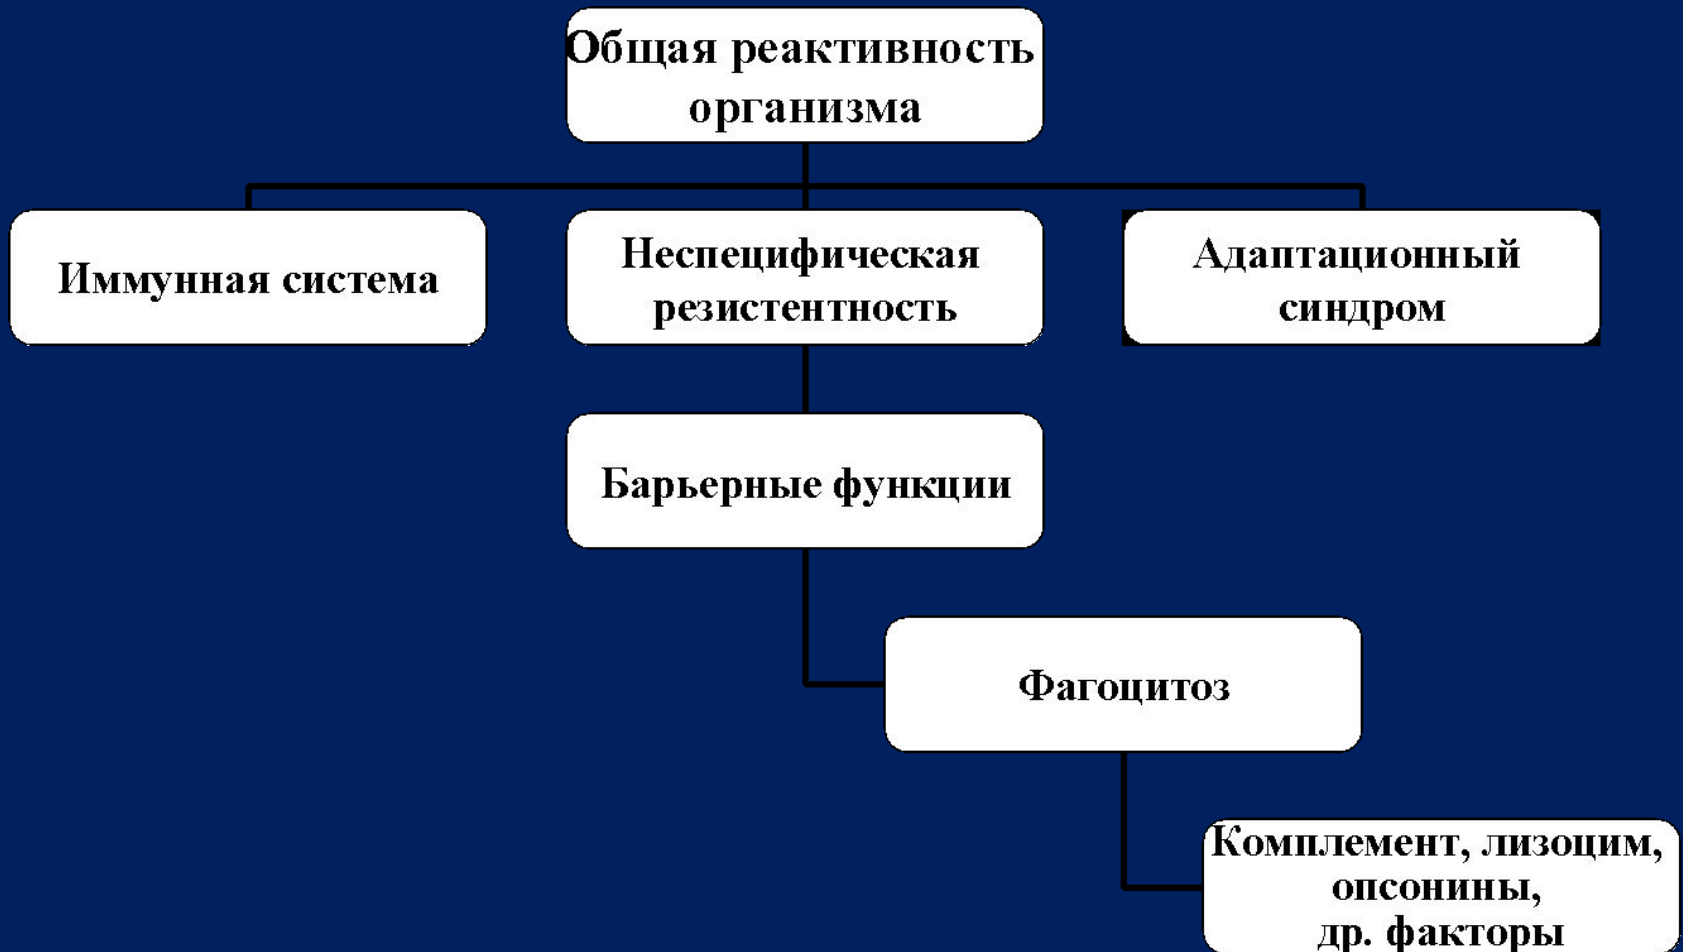 Общая реактивность
организма
Иммунная система
Неспецифическая
резистентность
Адаптационный
синдром
Барьерные функции
Фагоцитоз
Комплемент, лизоцим,
опсонины,
др. факторы